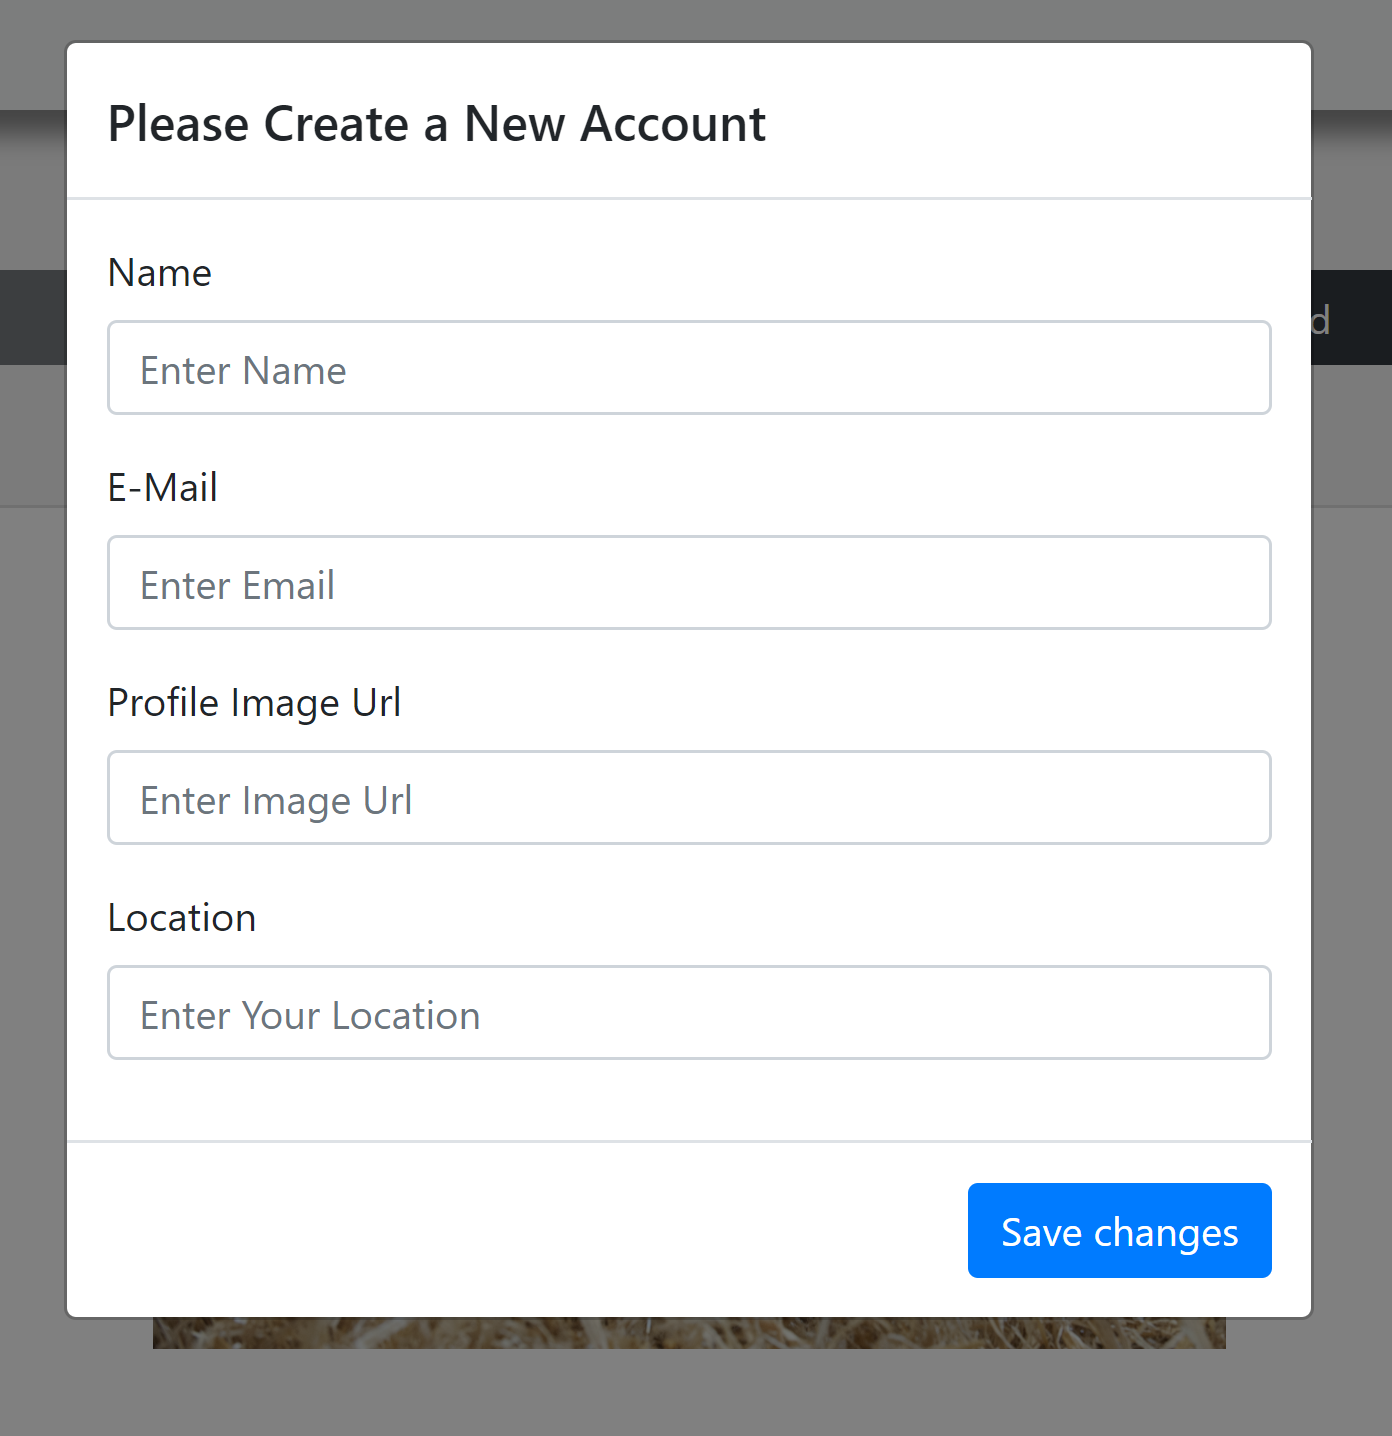 Please Create a New Account
Name
Enter Name
E-Mail
Enter Email
Profile Image Url
Enter Image Url
Location
Enter Your Location
Save changes